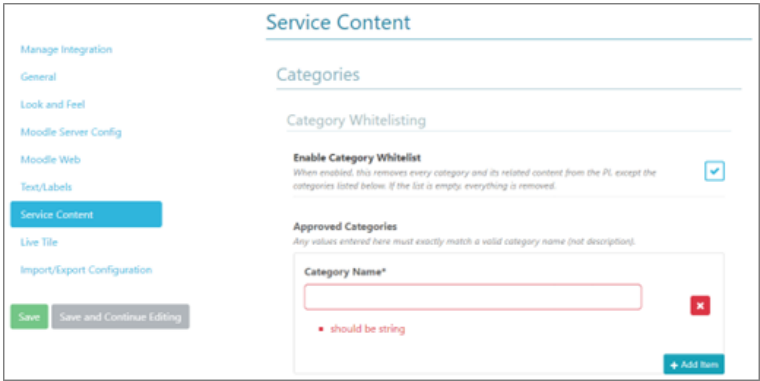 Service Content
Manage Integration
General
Look and Feel
Moodle Server Config
Moodle Web
Text/Labels
Service Content
Live Tile
Import/Export Configuration
Save
Save and Continue Editing
Categories
Category Whitelisting
Enable Category Whitelist
When enabled, this removes every category and its related content from the PI, except the
categories listed below. If the list is empty, everything is removed.
Approved Categories
Any values entered here must exactly match a valid category name (not description).
Category Name*
should be string
+ Add Item